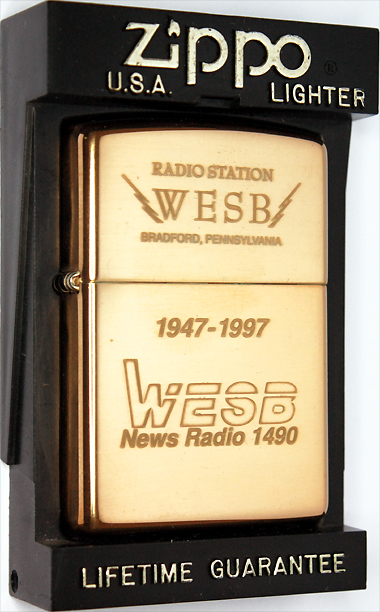 Zippo®
U.S.A. LIGHTER
RADIO STATION
WESB
BRADFORD, PENNSYLVANIA
1947-1997
WESB
News Radio 1490
LIFETIME GUARANTEE